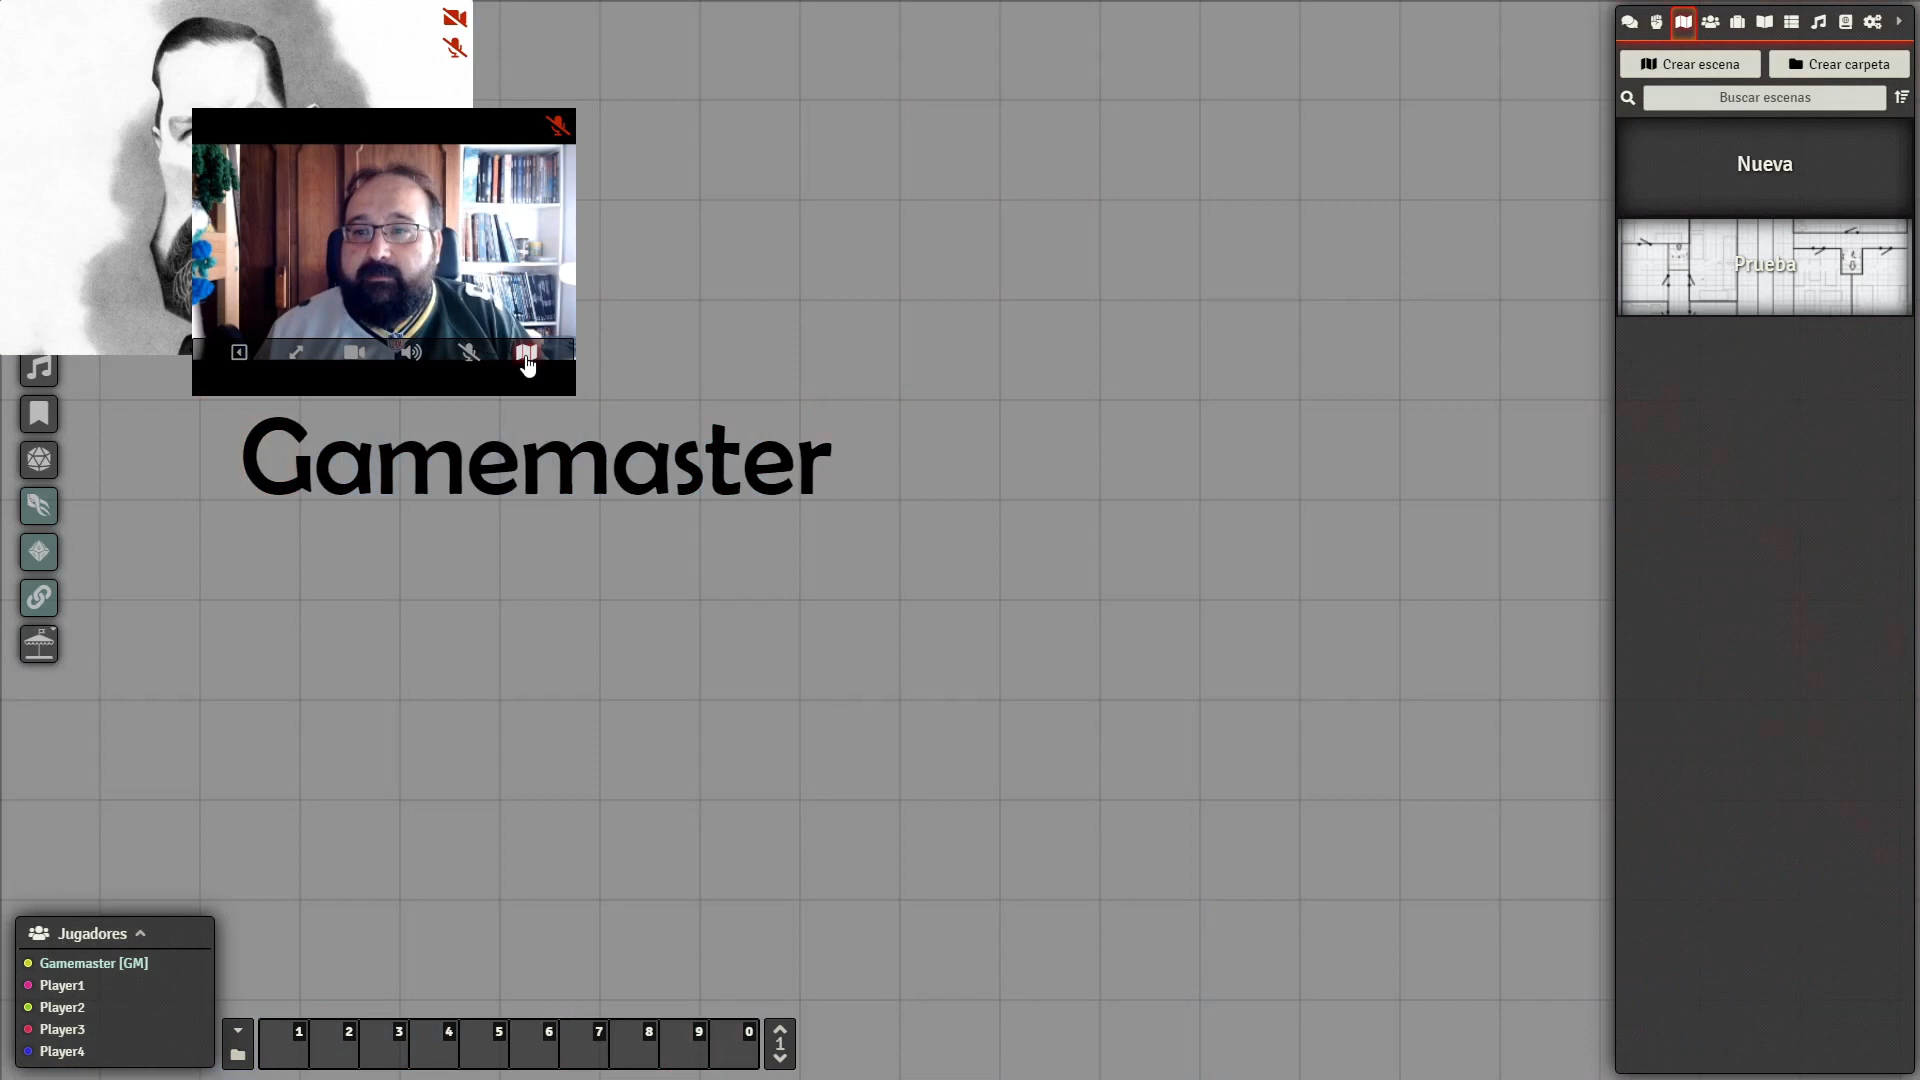 Crear escena
Crear carpeta
Buscar escenas
Nueva
Prueba
Gamemaster
Jugadores
Gamemaster [GM]
Player1
Player2
Player3
Player4
1 2 3 4 5 6 7 8 9 0
1